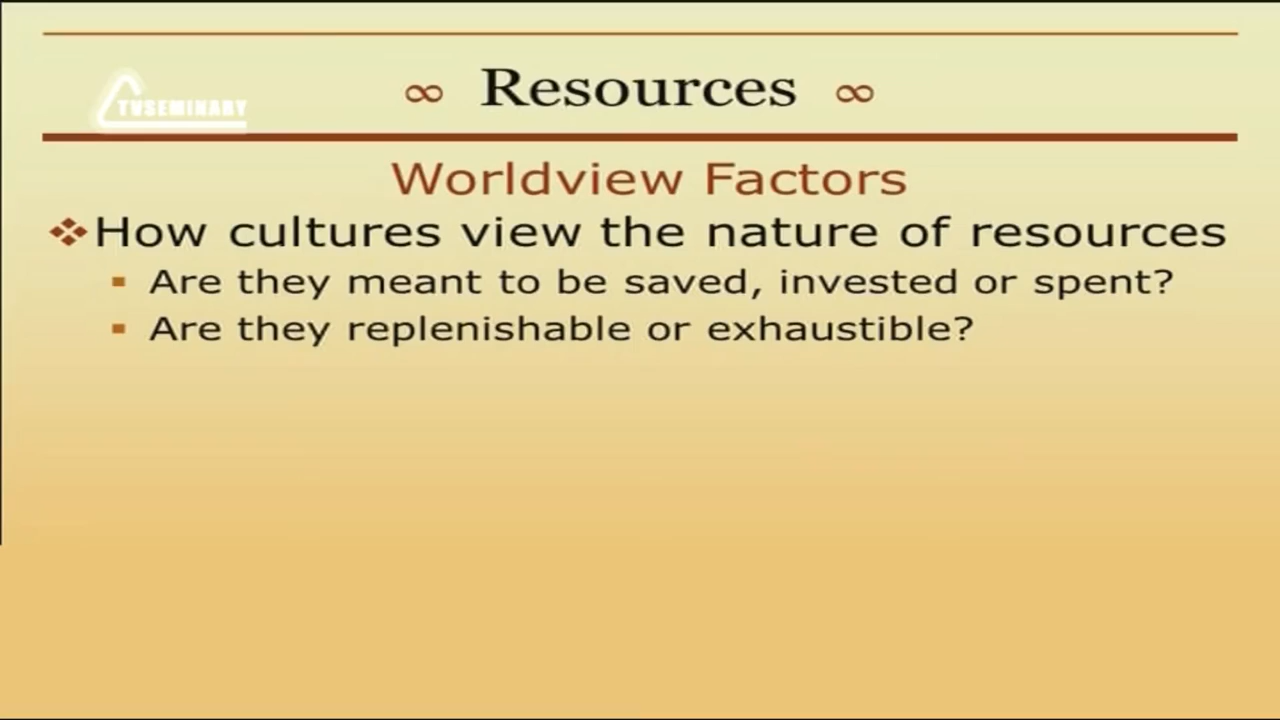 TVSEMINARY
∞ Resources ∞
Worldview Factors
❖How cultures view the nature of resources
▪ Are they meant to be saved, invested or spent?
▪ Are they replenishable or exhaustible?